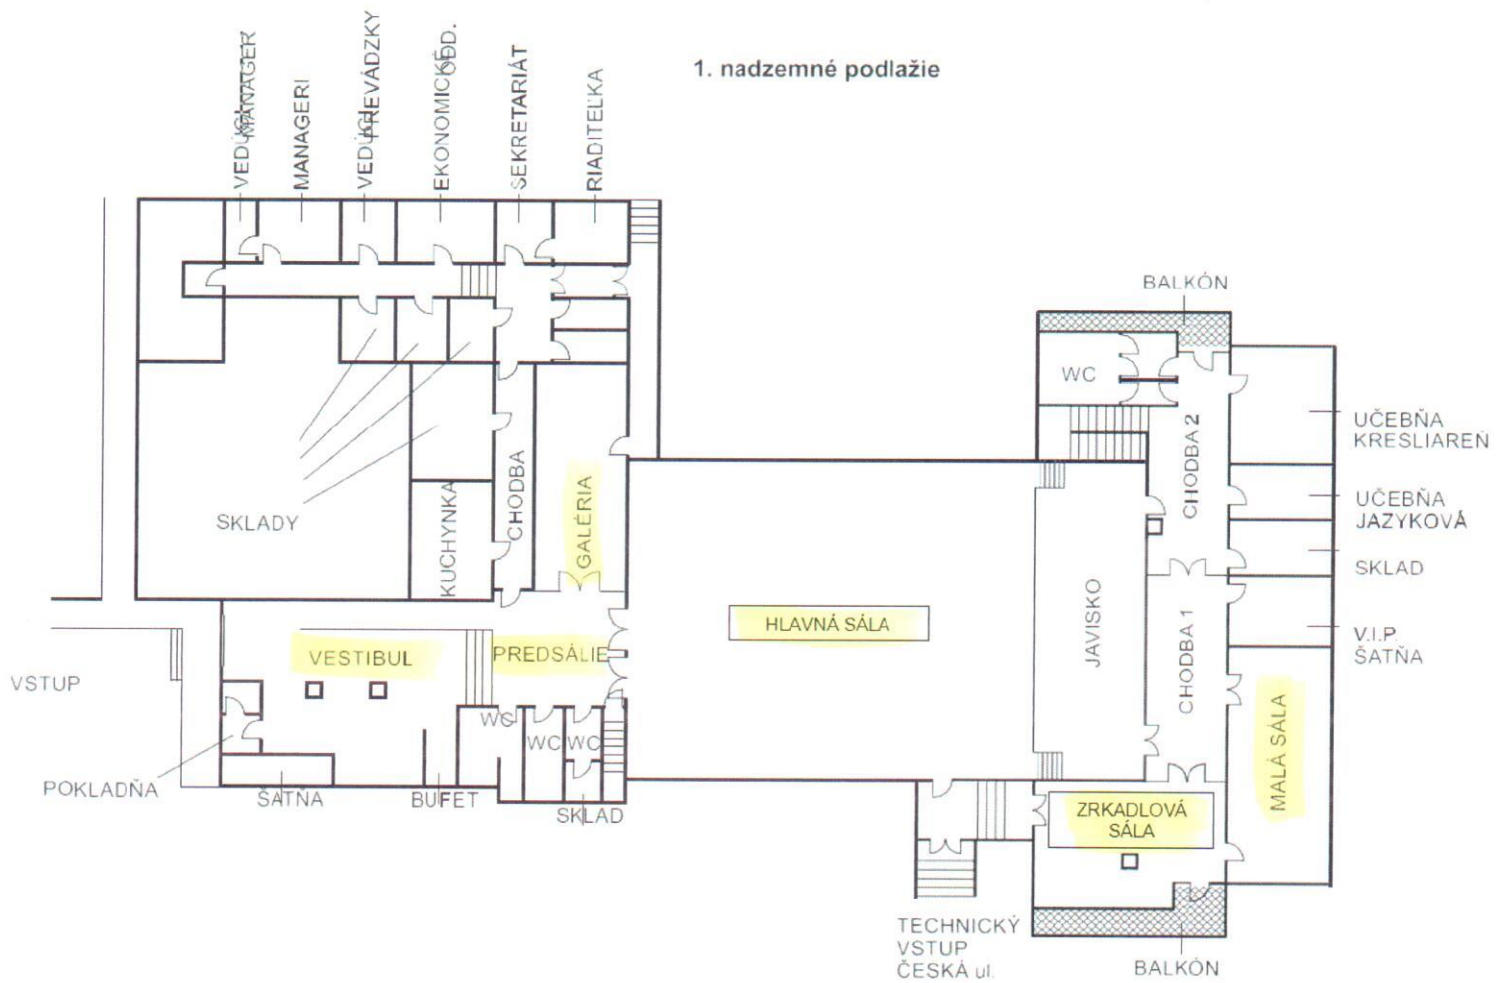 1. nadzemné podlažie
VEDÚCI
MANAGER
MANAGERI
VEDÚCI
PREVÁDZKY
EKONOMICKÉ
ODD.
SEKRETARIÁT
RIADITEĽKA
BALKÓN
WC
CHODBA 2
UČEBŇA
KRESLIAREŇ
UČEBŇA
JAZYKOVÁ
SKLAD
V.I.P.
ŠATŇA
SKLADY
KUCHYNKA
CHODBA
GALÉRIA
HLAVNÁ SÁLA
JAVISKO
CHODBA 1
MALÁ SÁLA
VESTIBUL
PREDSÁLIE
VSTUP
WC
WC
WC
POKLADŇA
ŠATŇA
BUFET
SKLAD
ZRKADLOVÁ
SÁLA
TECHNICKÝ
VSTUP
ČESKÁ ul.
BALKÓN